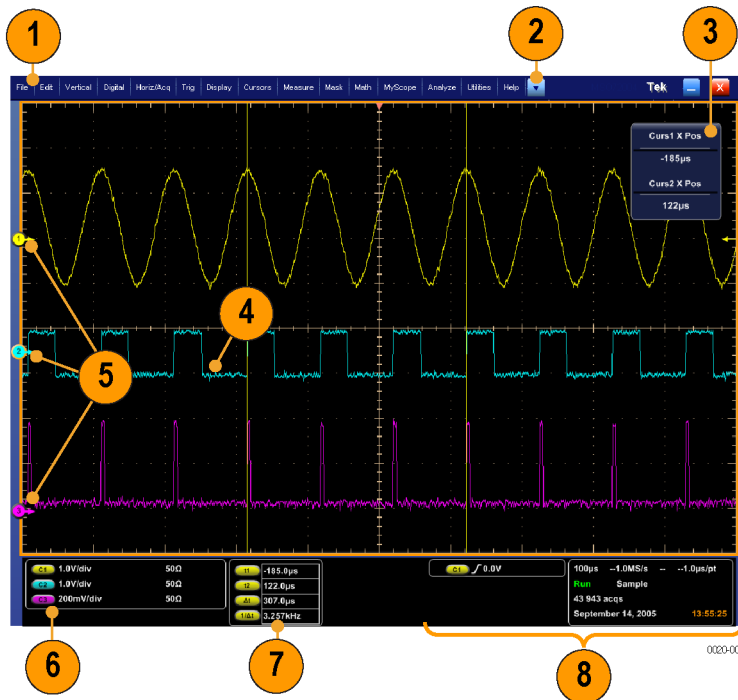 1
2
3
File Edit Vertical Digital Horiz/Acq Trig Display Cursors Measure Mask Math MyScope Analyze Utilities Help Tek X
Curs1 X Pos
-185µs
Curs2 X Pos
122µs
1
4
2
5
3
C1 1.0V/div 50Ω
C2 1.0V/div 50Ω
C3 200mV/div 50Ω
t1 -185.0µs
t2 122.0µs
Δt 307.0µs
1/Δt 3.257kHz
C1 0.0V
100µs --1.0MS/s -- --1.0µs/pt
Run Sample
43 943 acqs
September 14, 2005 13:55:25
6
7
8